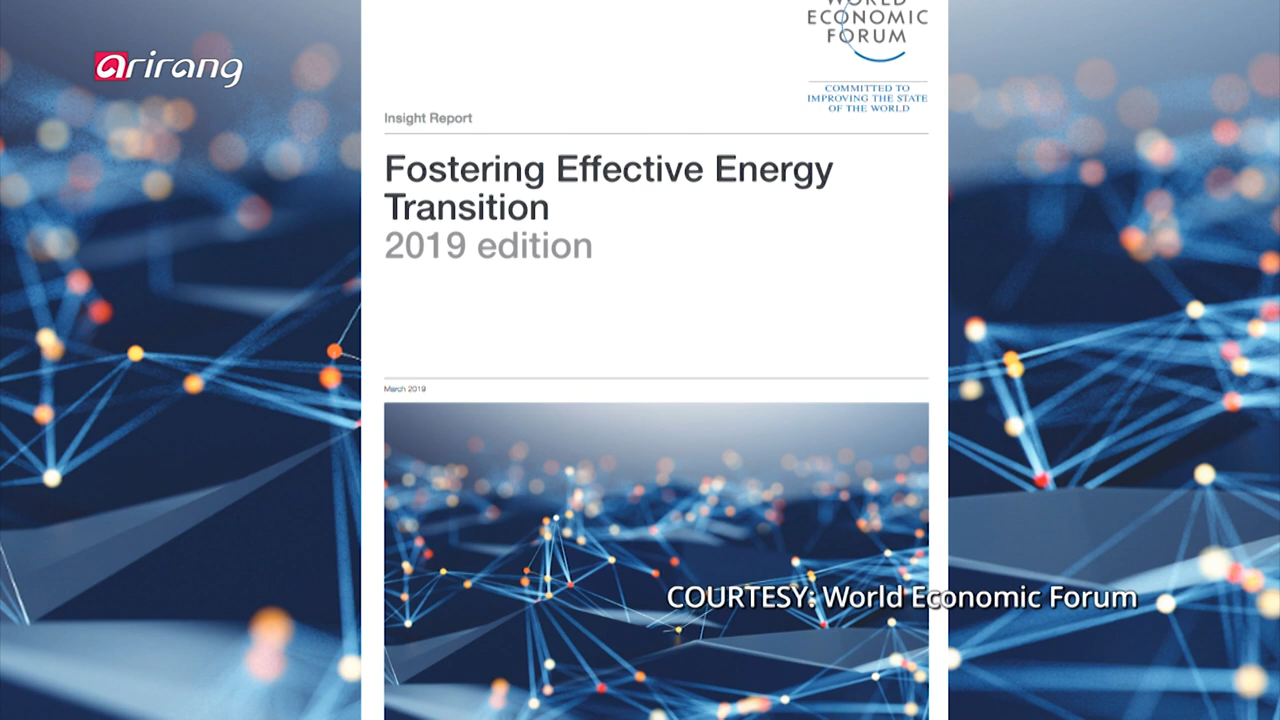 arirang
WORLD
ECONOMIC
FORUM
COMMITTED TO
IMPROVING THE STATE
OF THE WORLD
Insight Report
Fostering Effective Energy
Transition
2019 edition
March 2019
COURTESY: World Economic Forum